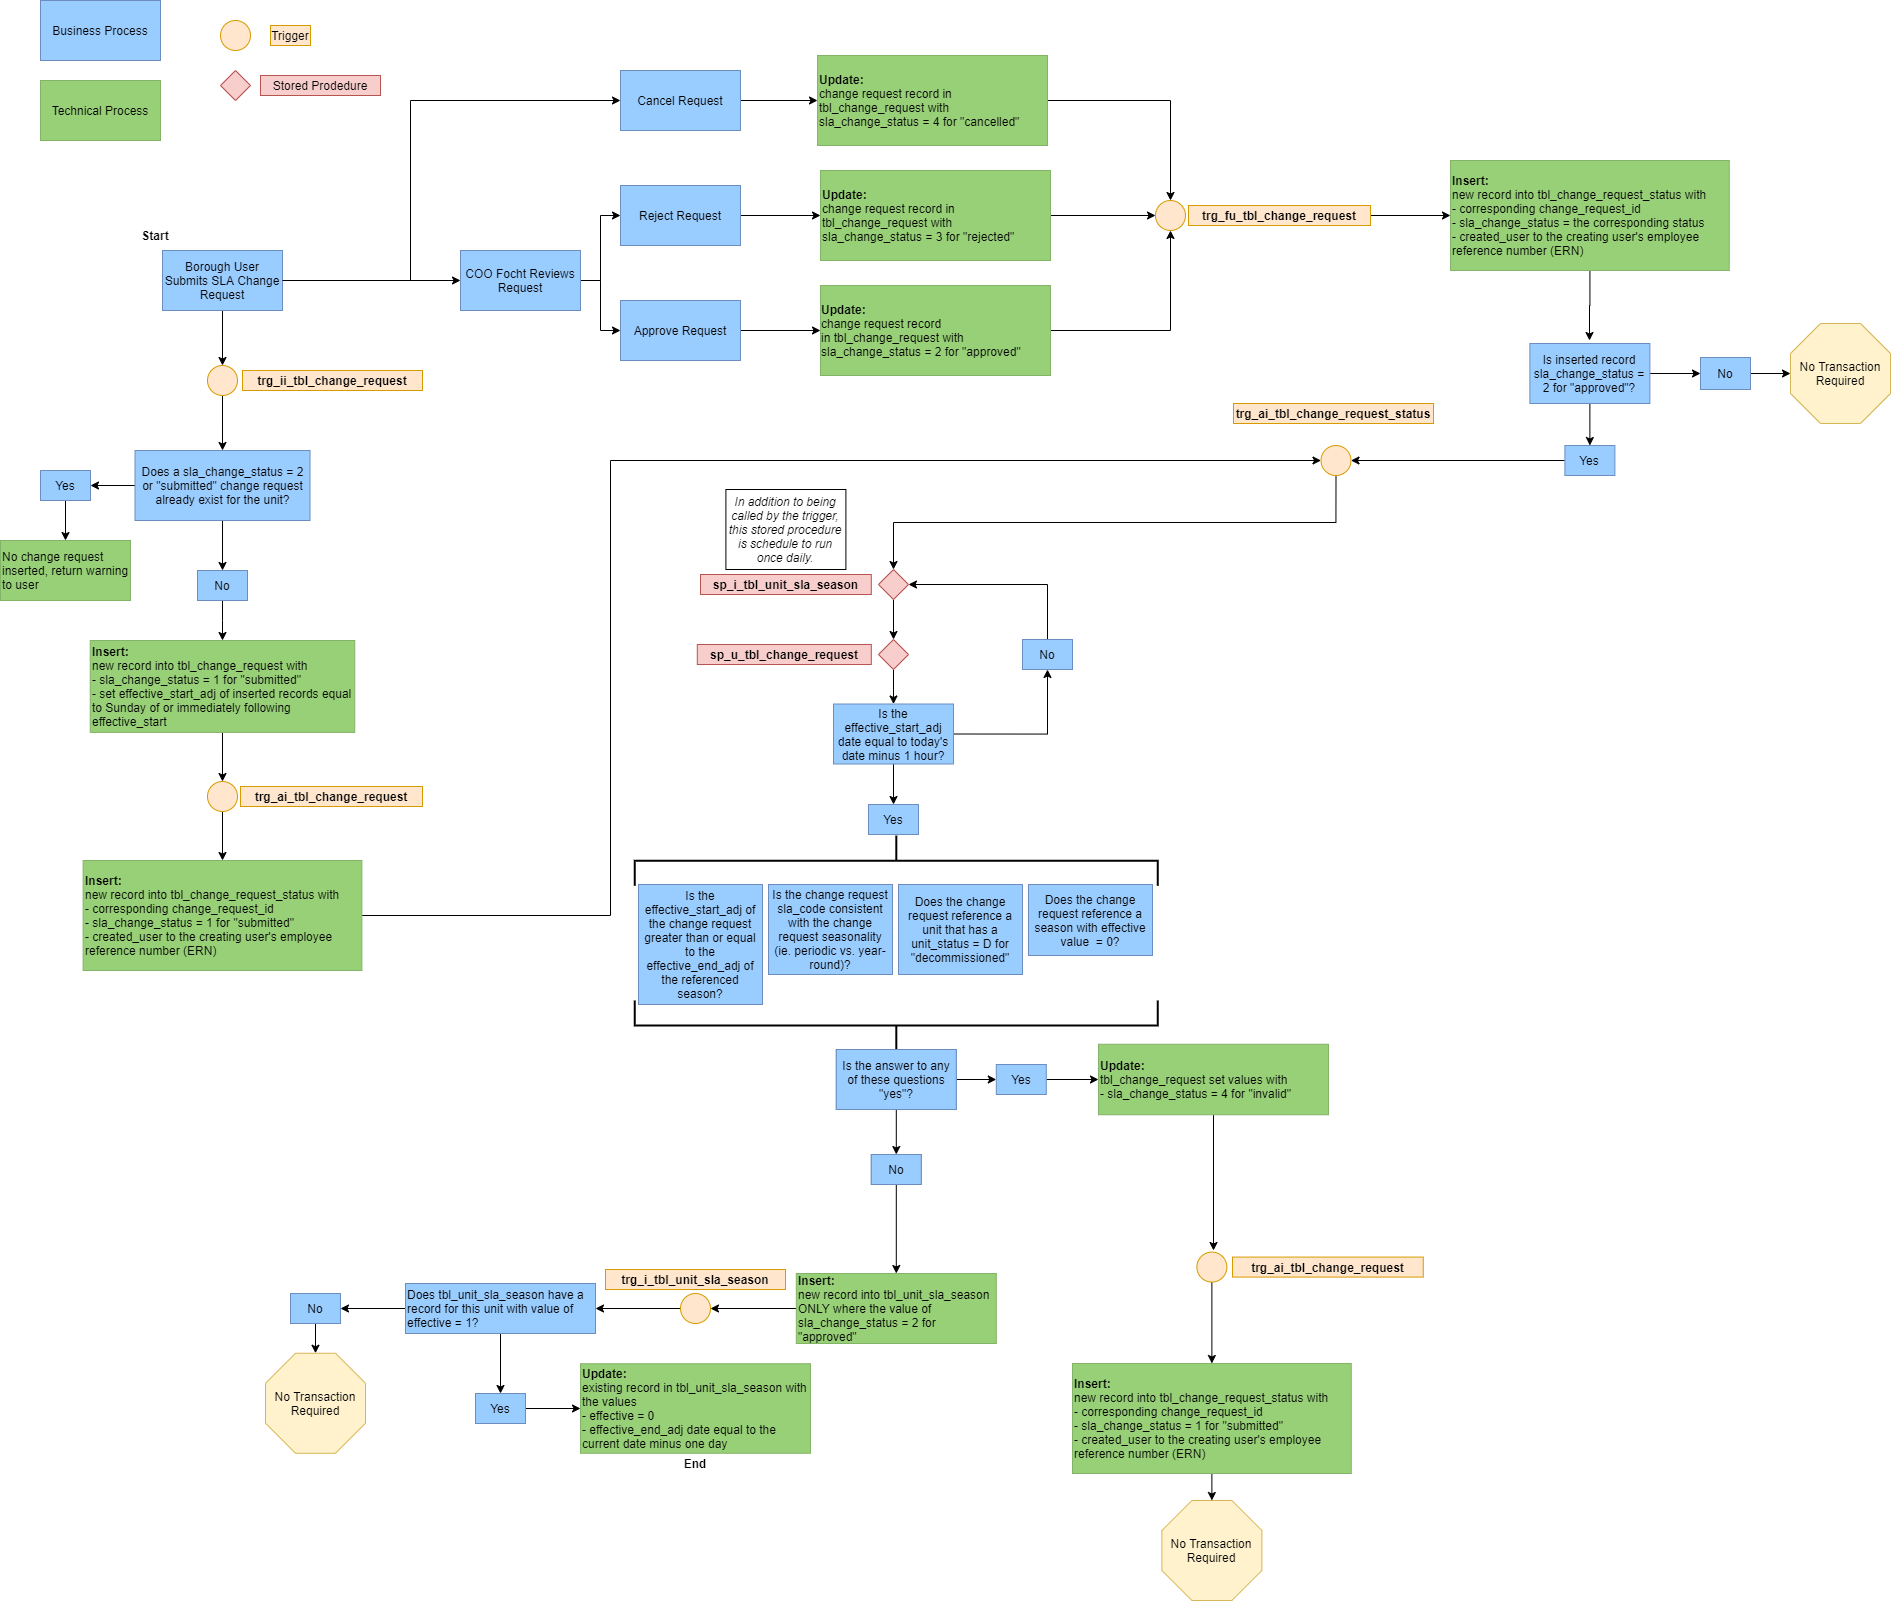 Business Process
Trigger
Stored Prodedure
Technical Process
Cancel Request
Update:
change request record in
tbl_change_request with
sla_change_status = 4 for "cancelled"
Reject Request
Update:
change request record in
tbl_change_request with
sla_change_status = 3 for "rejected"
trg_fu_tbl_change_request
Insert:
new record into tbl_change_request_status with
- corresponding change_request_id
- sla_change_status = the corresponding status
- created_user to the creating user's employee
reference number (ERN)
Start
Borough User
Submits SLA Change
Request
COO Focht Reviews
Request
Approve Request
Update:
change request record
in tbl_change_request with
sla_change_status = 2 for "approved"
Is inserted record
sla_change_status =
2 for "approved"?
No
No Transaction
Required
trg_ii_tbl_change_request
trg_ai_tbl_change_request_status
Yes
Does a sla_change_status = 2
or "submitted" change request
already exist for the unit?
Yes
No change request
inserted, return warning
to user
No
In addition to being
called by the trigger,
this stored procedure
is schedule to run
once daily.
sp_i_tbl_unit_sla_season
sp_u_tbl_change_request
No
Insert:
new record into tbl_change_request with
- sla_change_status = 1 for "submitted"
- set effective_start_adj of inserted records equal
to Sunday of or immediately following
effective_start
Is the
effective_start_adj
date equal to today's
date minus 1 hour?
trg_ai_tbl_change_request
Yes
Insert:
new record into tbl_change_request_status with
- corresponding change_request_id
- sla_change_status = 1 for "submitted"
- created_user to the creating user's employee
reference number (ERN)
Is the
effective_start_adj of
the change request
greater than or equal
to the
effective_end_adj of
the referenced
season?
Is the change request
sla_code consistent
with the change
request seasonality
(ie. periodic vs. year-
round)?
Does the change
request reference a
unit that has a
unit_status = D for
"decommissioned"
Does the change
request reference a
season with effective
value = 0?
Is the answer to any
of these questions
"yes"?
Yes
Update:
tbl_change_request set values with
- sla_change_status = 4 for "invalid"
No
trg_ai_tbl_change_request
Insert:
new record into tbl_unit_sla_season
ONLY where the value of
sla_change_status = 2 for
"approved"
trg_i_tbl_unit_sla_season
Does tbl_unit_sla_season have a
record for this unit with value of
effective = 1?
No
No Transaction
Required
Yes
Update:
existing record in tbl_unit_sla_season with
the values
- effective = 0
- effective_end_adj date equal to the
current date minus one day
End
Insert:
new record into tbl_change_request_status with
- corresponding change_request_id
- sla_change_status = 1 for "submitted"
- created_user to the creating user's employee
reference number (ERN)
No Transaction
Required